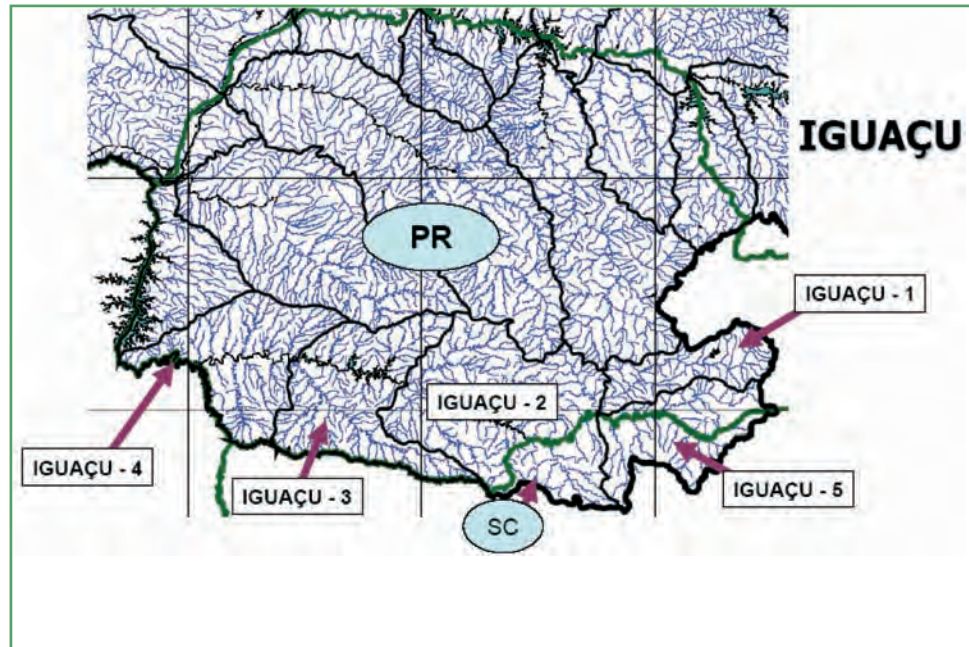 IGUAÇU
PR
IGUAÇU - 1
IGUAÇU - 2
IGUAÇU - 4
IGUAÇU - 3
IGUAÇU - 5
SC